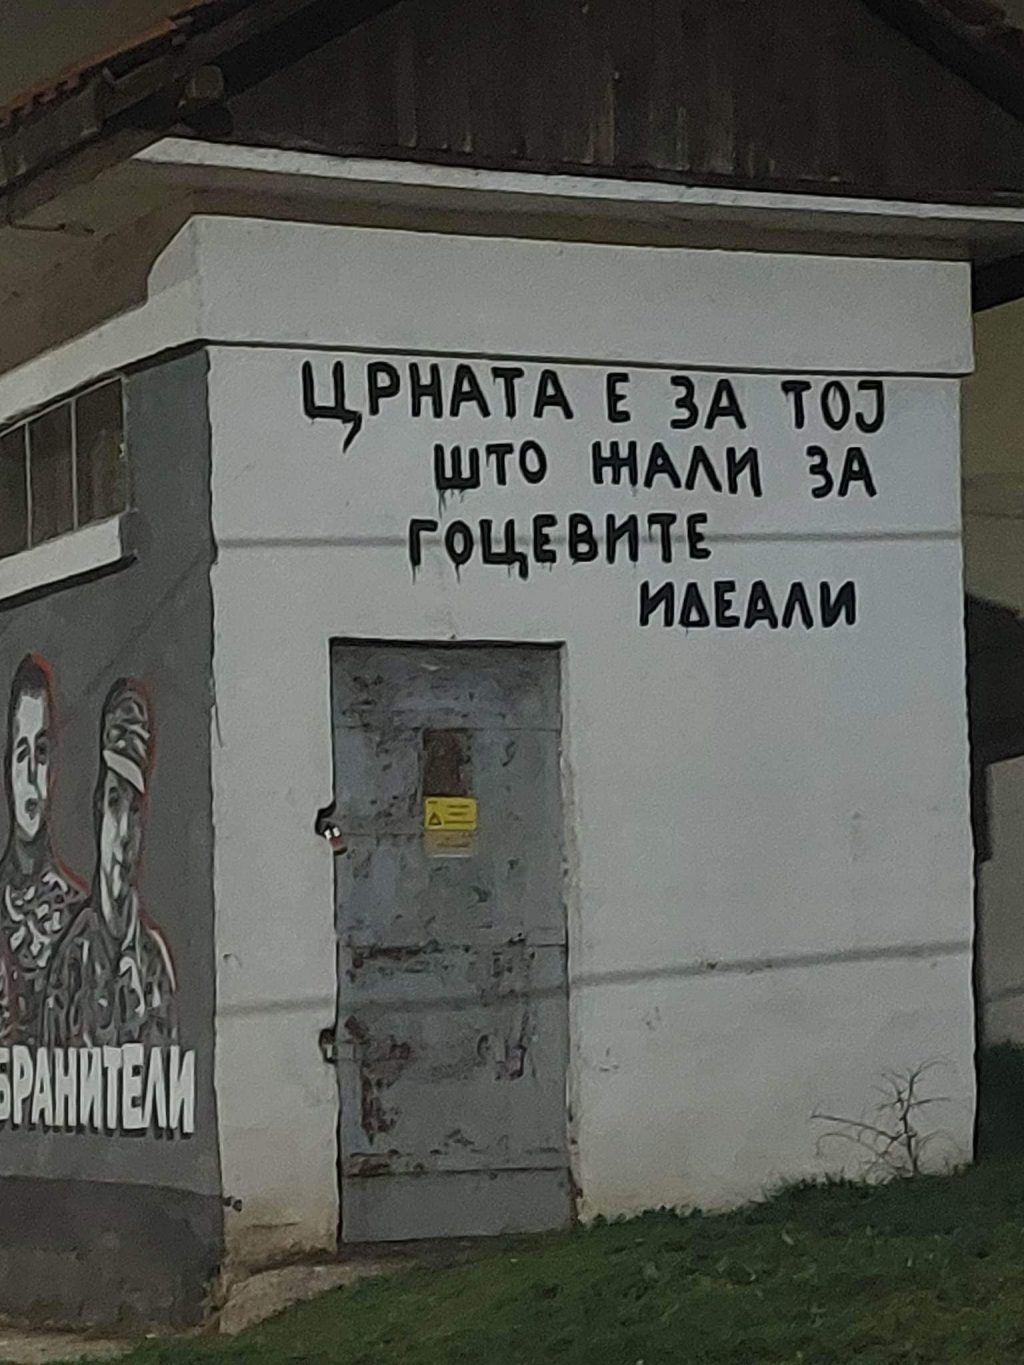 ЦРНАТА Е ЗА ТОЈ
ШТО ЖАЛИ ЗА
ГОЦЕВИТЕ
ИДЕАЛИ
БРАНИТЕЛИ